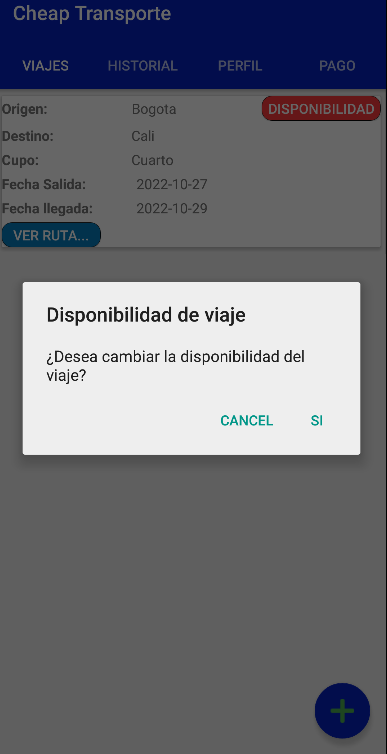 Cheap Transporte
VIAJES HISTORIAL PERFIL PAGO
Origen: Bogota DISPONIBILIDAD
Destino: Cali
Cupo: Cuarto
Fecha Salida: 2022-10-27
Fecha llegada: 2022-10-29
VER RUTA...
Disponibilidad de viaje
¿Desea cambiar la disponibilidad del
viaje?
CANCEL SI